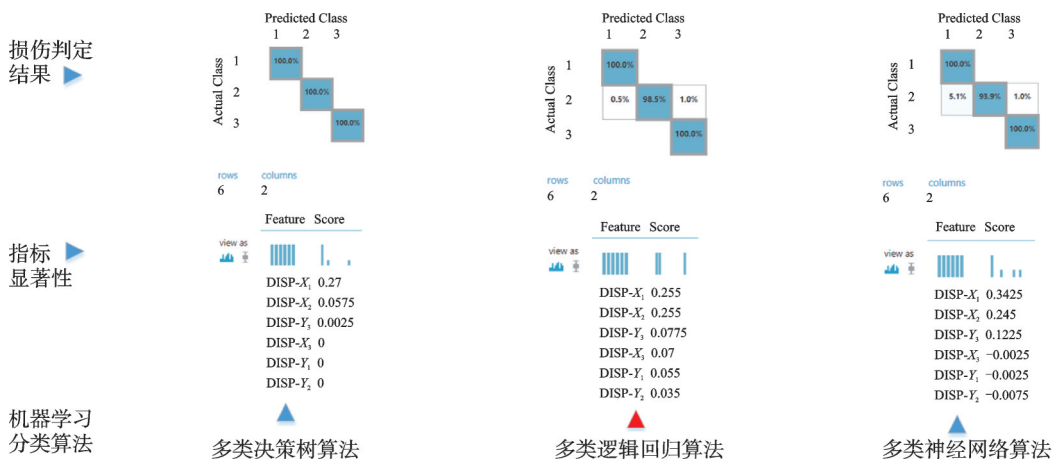 损伤判定
结果
Predicted Class
1 2 3
Actual Class
1 100.0%
2 100.0%
3 100.0%
rows columns
6 2
Predicted Class
1 2 3
Actual Class
1 100.0%
2 0.5% 98.5% 1.0%
3 100.0%
rows columns
6 2
Predicted Class
1 2 3
Actual Class
1 100.0%
2 5.1% 93.9% 1.0%
3 100.0%
rows columns
6 2
指标
显著性
Feature Score
view as
DISP-X₁ 0.27
DISP-X₂ 0.0575
DISP-Y₃ 0.0025
DISP-X₃ 0
DISP-Y₁ 0
DISP-Y₂ 0
Feature Score
view as
DISP-X₁ 0.255
DISP-X₂ 0.255
DISP-Y₃ 0.0775
DISP-X₃ 0.07
DISP-Y₁ 0.055
DISP-Y₂ 0.035
Feature Score
view as
DISP-X₁ 0.3425
DISP-X₂ 0.245
DISP-Y₃ 0.1225
DISP-X₃ −0.0025
DISP-Y₁ −0.0025
DISP-Y₂ −0.0075
机器学习
分类算法
多类决策树算法
多类逻辑回归算法
多类神经网络算法